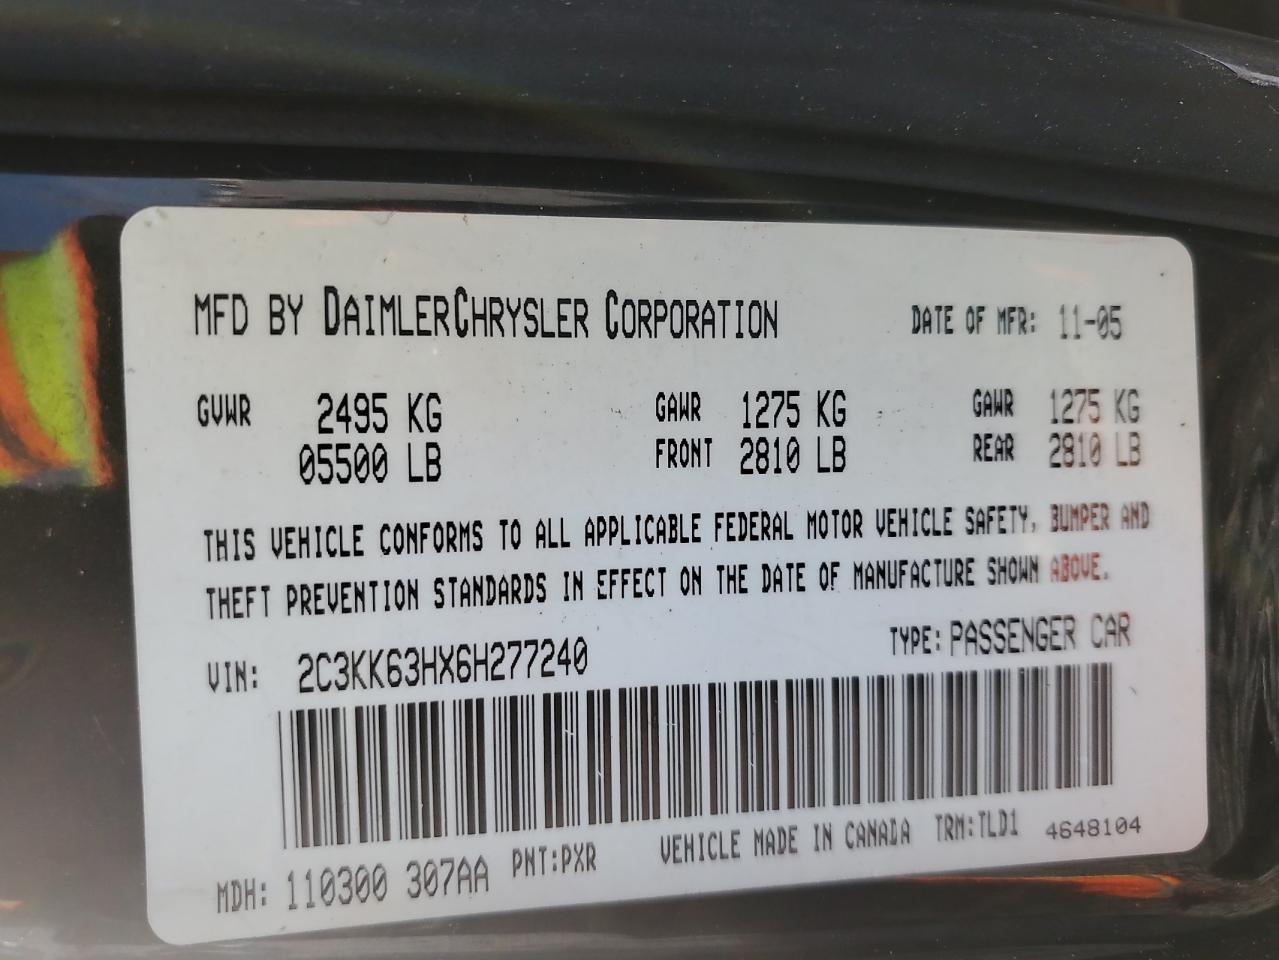 MFD BY DAIMLERCHRYSLER CORPORATION DATE OF MFR: 11-05
GVWR 2495 KG GAWR 1275 KG GAWR 1275 KG
05500 LB FRONT 2810 LB REAR 2810 LB
THIS VEHICLE CONFORMS TO ALL APPLICABLE FEDERAL MOTOR VEHICLE SAFETY, BUMPER AND
THEFT PREVENTION STANDARDS IN EFFECT ON THE DATE OF MANUFACTURE SHOWN ABOVE.
VIN: 2C3KK63HX6H277240 TYPE: PASSENGER CAR
MDH: 110300 307AA PNT:PXR VEHICLE MADE IN CANADA TRM:TLD1 4648104